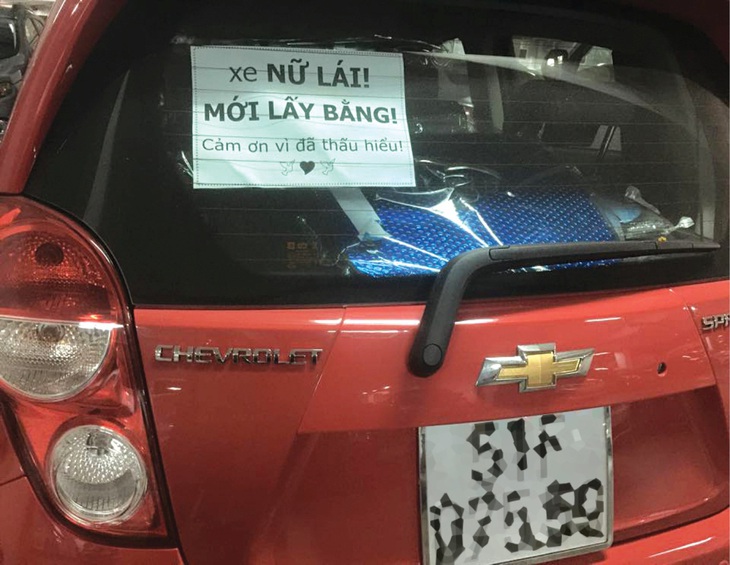 xe NỮ LÁI!
MỚI LẤY BẰNG!
Cảm ơn vì đã thấu hiểu!
CHEVROLET